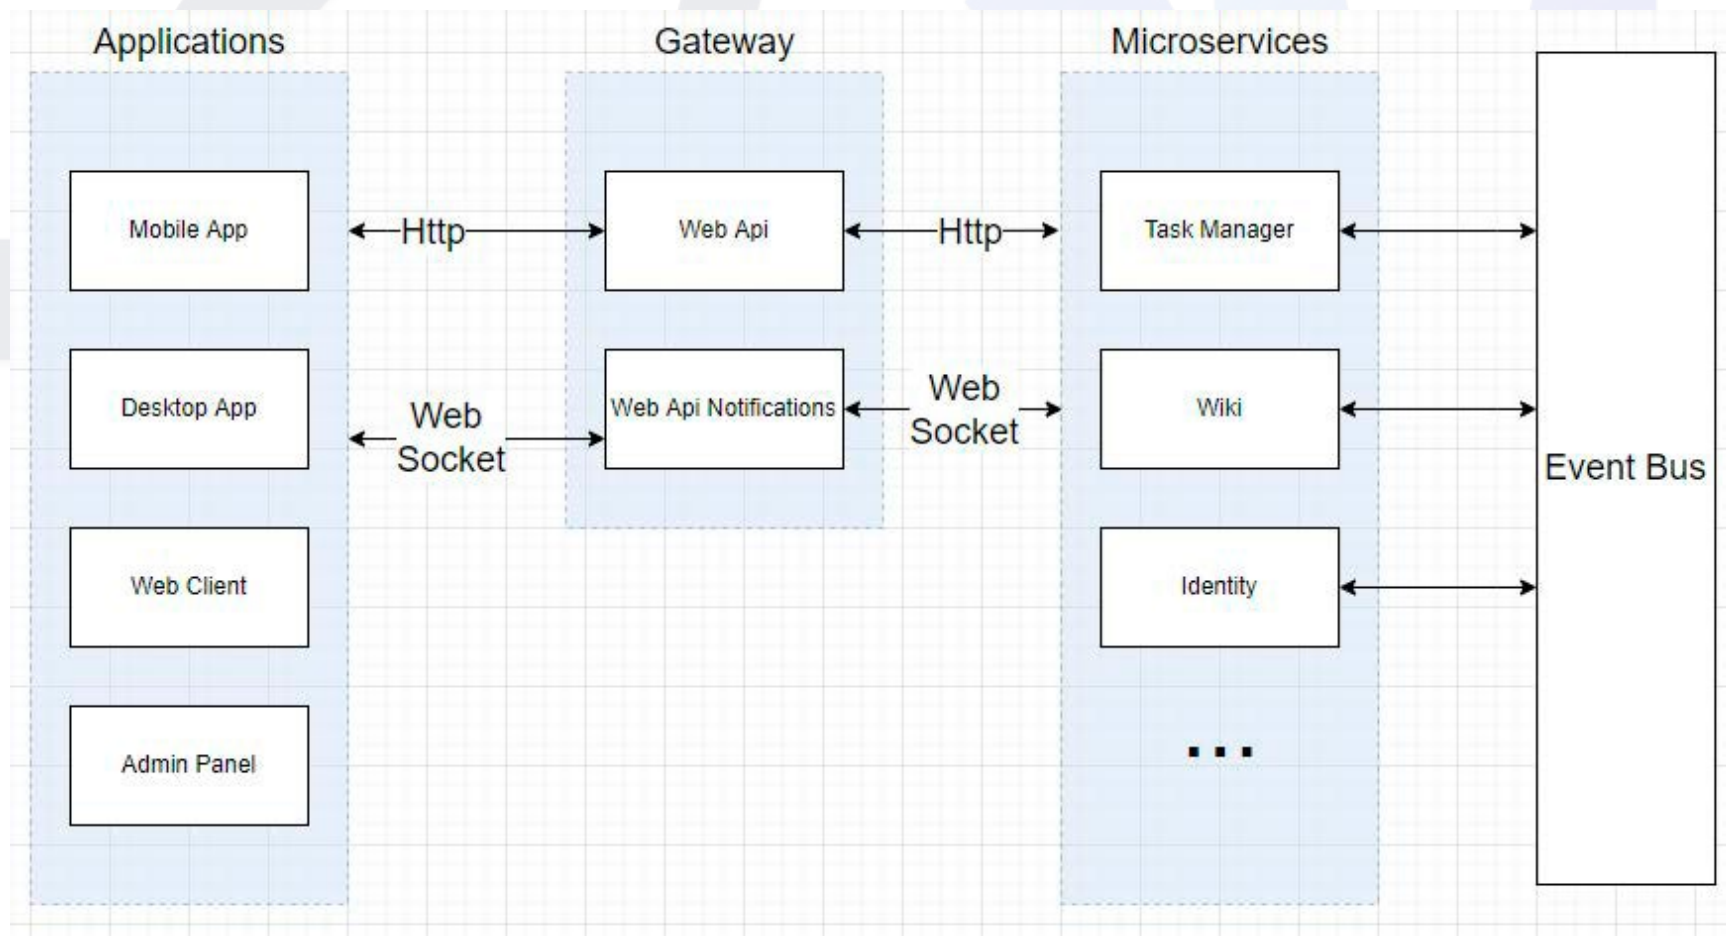 Applications
Gateway
Microservices
Mobile App
Http
Web Api
Http
Task Manager
Desktop App
Web
Socket
Web Api Notifications
Web
Socket
Wiki
Event Bus
Web Client
Identity
Admin Panel
...